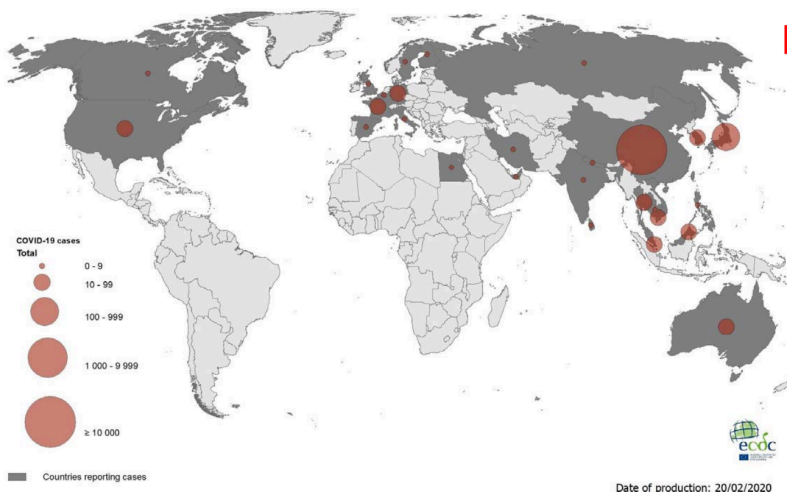 COVID-19 cases
Total
0 - 9
10 - 99
100 - 999
1 000 - 9 999
≥ 10 000
Countries reporting cases
ecdc
Date of production: 20/02/2020